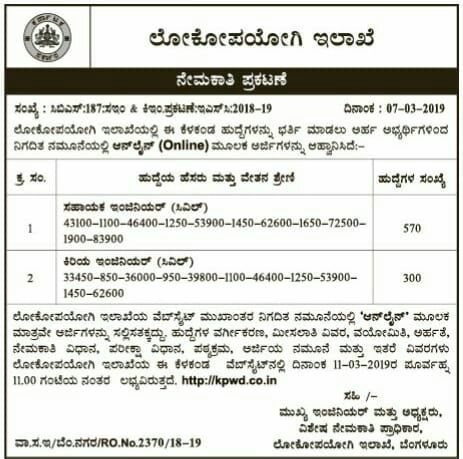 ಲೋಕೋಪಯೋಗಿ ಇಲಾಖೆ
ನೇಮಕಾತಿ ಪ್ರಕಟಣೆ
ಸಂಖ್ಯೆ : ಸಿಬಿಎಸ್:187:ಸಇಂ & ಕಿಇಂ.ಪ್ರಕಟಣೆ:ಇಎಸ್‌ಸಿ:2018-19 ದಿನಾಂಕ : 07-03-2019
ಲೋಕೋಪಯೋಗಿ ಇಲಾಖೆಯಲ್ಲಿ ಈ ಕೆಳಕಂಡ ಹುದ್ದೆಗಳನ್ನು ಭರ್ತಿ ಮಾಡಲು ಅರ್ಹ ಅಭ್ಯರ್ಥಿಗಳಿಂದ
ನಿಗದಿತ ನಮೂನೆಯಲ್ಲಿ ಆನ್‌ಲೈನ್ (Online) ಮೂಲಕ ಅರ್ಜಿಗಳನ್ನು ಆಹ್ವಾನಿಸಿದೆ:-
ಕ್ರ. ಸಂ. ಹುದ್ದೆಯ ಹೆಸರು ಮತ್ತು ವೇತನ ಶ್ರೇಣಿ ಹುದ್ದೆಗಳ ಸಂಖ್ಯೆ
1 ಸಹಾಯಕ ಇಂಜಿನಿಯರ್ (ಸಿವಿಲ್) 570
43100-1100-46400-1250-53900-1450-62600-1650-72500-
1900-83900
2 ಕಿರಿಯ ಇಂಜಿನಿಯರ್ (ಸಿವಿಲ್) 300
33450-850-36000-950-39800-1100-46400-1250-53900-
1450-62600
ಲೋಕೋಪಯೋಗಿ ಇಲಾಖೆಯ ವೆಬ್‌ಸೈಟ್ ಮುಖಾಂತರ ನಿಗದಿತ ನಮೂನೆಯಲ್ಲಿ 'ಆನ್‌ಲೈನ್' ಮೂಲಕ
ಮಾತ್ರವೇ ಅರ್ಜಿಗಳನ್ನು ಸಲ್ಲಿಸತಕ್ಕದ್ದು. ಹುದ್ದೆಗಳ ವರ್ಗೀಕರಣ, ಮೀಸಲಾತಿ ವಿವರ, ವಯೋಮಿತಿ, ಅರ್ಹತೆ,
ನೇಮಕಾತಿ ವಿಧಾನ, ಪರೀಕ್ಷಾ ವಿಧಾನ, ಪಠ್ಯಕ್ರಮ, ಅರ್ಜಿಯ ನಮೂನೆ ಮತ್ತು ಇತರೆ ವಿವರಗಳು
ಲೋಕೋಪಯೋಗಿ ಇಲಾಖೆಯ ಈ ಕೆಳಕಂಡ ವೆಬ್‌ಸೈಟ್‌ನಲ್ಲಿ ದಿನಾಂಕ 11-03-2019ರ ಪೂರ್ವಾಹ್ನ
11.00 ಗಂಟೆಯ ನಂತರ ಲಭ್ಯವಿರುತ್ತದೆ. http://kpwd.co.in
ಸಹಿ /-
ಮುಖ್ಯ ಇಂಜಿನಿಯರ್ ಮತ್ತು ಅಧ್ಯಕ್ಷರು,
ವಿಶೇಷ ನೇಮಕಾತಿ ಪ್ರಾಧಿಕಾರ,
ವಾ.ಸ.ಇ/ಬೆಂ.ನಗರ/RO.No.2370/18-19 ಲೋಕೋಪಯೋಗಿ ಇಲಾಖೆ, ಬೆಂಗಳೂರು